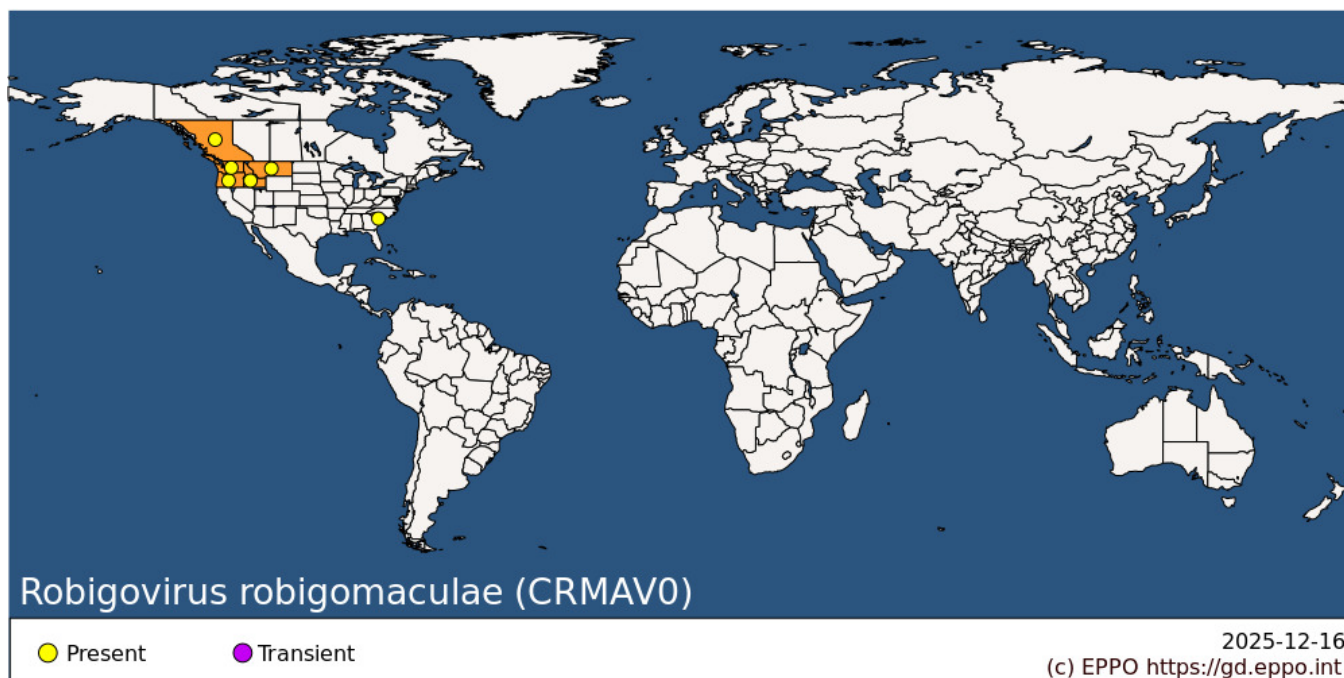 Robigovirus robigomaculae (CRMAV0)
Present
Transient
2025-12-16
(c) EPPO https://gd.eppo.int